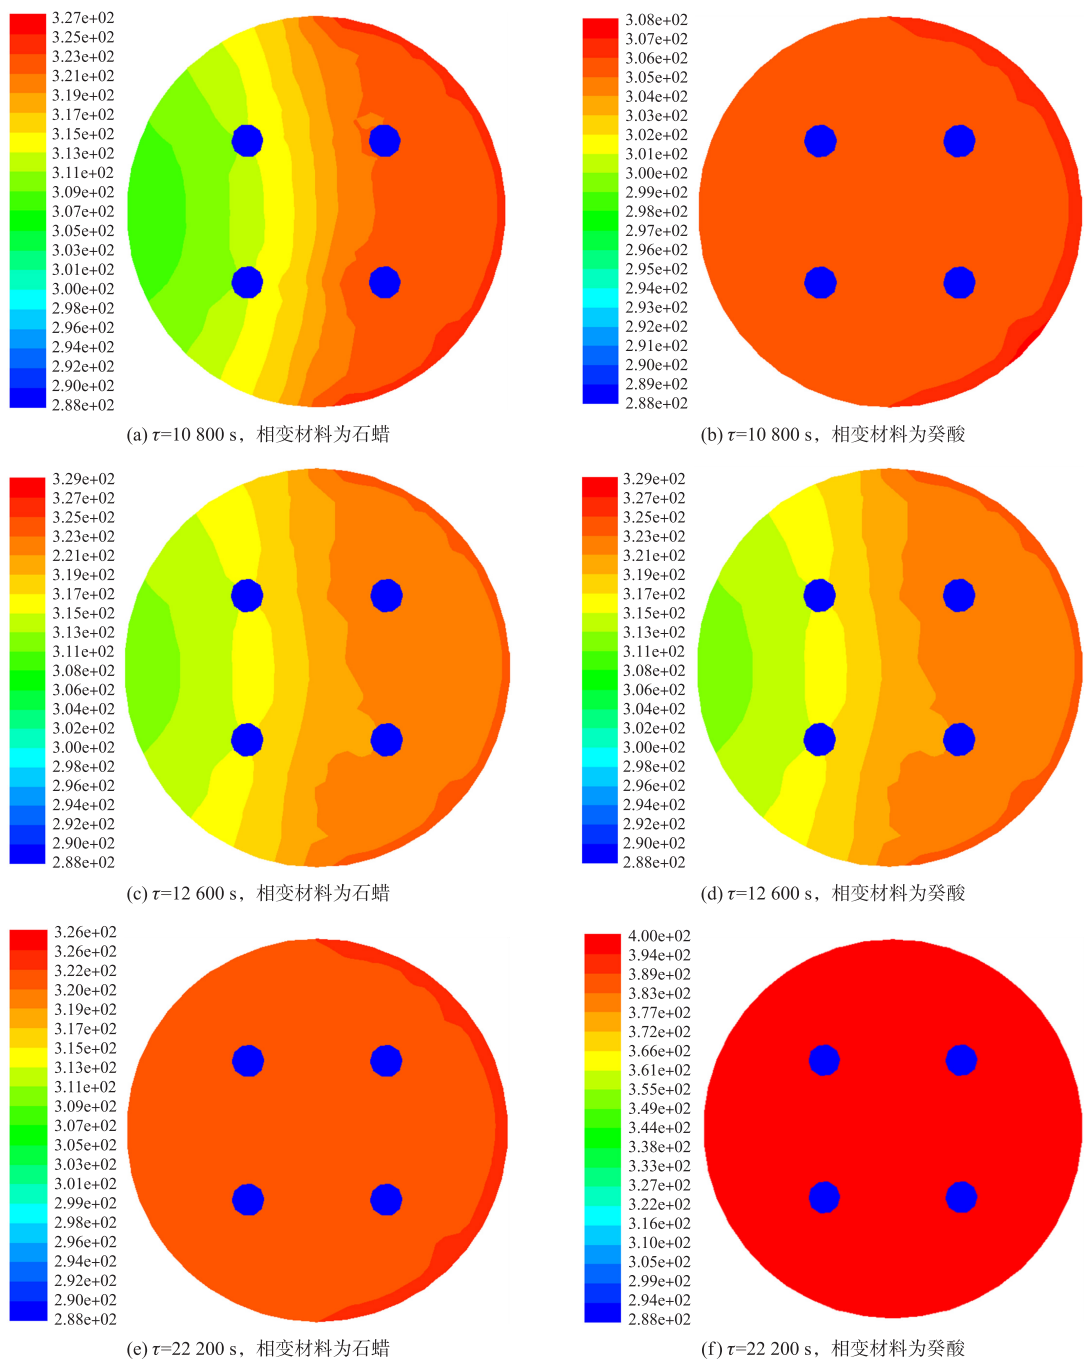 3.27e+02
3.25e+02
3.23e+02
3.21e+02
3.19e+02
3.17e+02
3.15e+02
3.13e+02
3.11e+02
3.09e+02
3.07e+02
3.05e+02
3.03e+02
3.01e+02
3.00e+02
2.98e+02
2.96e+02
2.94e+02
2.92e+02
2.90e+02
2.88e+02
(a) τ=10 800 s，相变材料为石蜡
3.08e+02
3.07e+02
3.06e+02
3.05e+02
3.04e+02
3.03e+02
3.02e+02
3.01e+02
3.00e+02
2.99e+02
2.98e+02
2.97e+02
2.96e+02
2.95e+02
2.94e+02
2.93e+02
2.92e+02
2.91e+02
2.90e+02
2.89e+02
2.88e+02
(b) τ=10 800 s，相变材料为癸酸
3.29e+02
3.27e+02
3.25e+02
3.23e+02
2.21e+02
3.19e+02
3.17e+02
3.15e+02
3.13e+02
3.11e+02
3.08e+02
3.06e+02
3.04e+02
3.02e+02
3.00e+02
2.98e+02
2.96e+02
2.94e+02
2.92e+02
2.90e+02
2.88e+02
(c) τ=12 600 s，相变材料为石蜡
3.29e+02
3.27e+02
3.25e+02
3.23e+02
3.21e+02
3.19e+02
3.17e+02
3.15e+02
3.13e+02
3.11e+02
3.08e+02
3.06e+02
3.04e+02
3.02e+02
3.00e+02
2.98e+02
2.96e+02
2.94e+02
2.92e+02
2.90e+02
2.88e+02
(d) τ=12 600 s，相变材料为癸酸
3.26e+02
3.26e+02
3.22e+02
3.20e+02
3.19e+02
3.17e+02
3.15e+02
3.13e+02
3.11e+02
3.09e+02
3.07e+02
3.05e+02
3.03e+02
3.01e+02
2.99e+02
2.98e+02
2.96e+02
2.94e+02
2.92e+02
2.90e+02
2.88e+02
(e) τ=22 200 s，相变材料为石蜡
4.00e+02
3.94e+02
3.89e+02
3.83e+02
3.77e+02
3.72e+02
3.66e+02
3.61e+02
3.55e+02
3.49e+02
3.44e+02
3.38e+02
3.33e+02
3.27e+02
3.22e+02
3.16e+02
3.10e+02
3.05e+02
2.99e+02
2.94e+02
2.88e+02
(f) τ=22 200 s，相变材料为癸酸